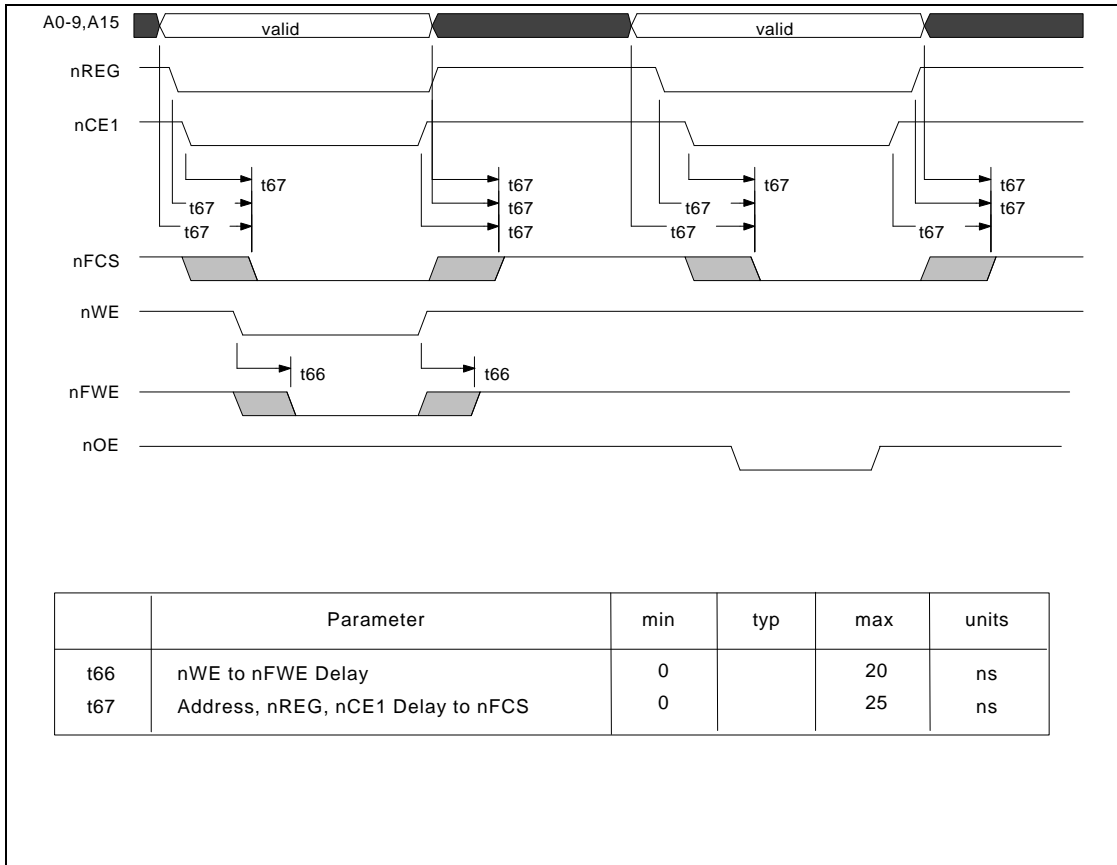 A0-9,A15
valid
valid
nREG
nCE1
t67
t67
t67
t67
t67
t67
t67
t67
t67
t67
t67
t67
nFCS
nWE
t66
t66
nFWE
nOE
Parameter min typ max units
t66 nWE to nFWE Delay 0 20 ns
t67 Address, nREG, nCE1 Delay to nFCS 0 25 ns